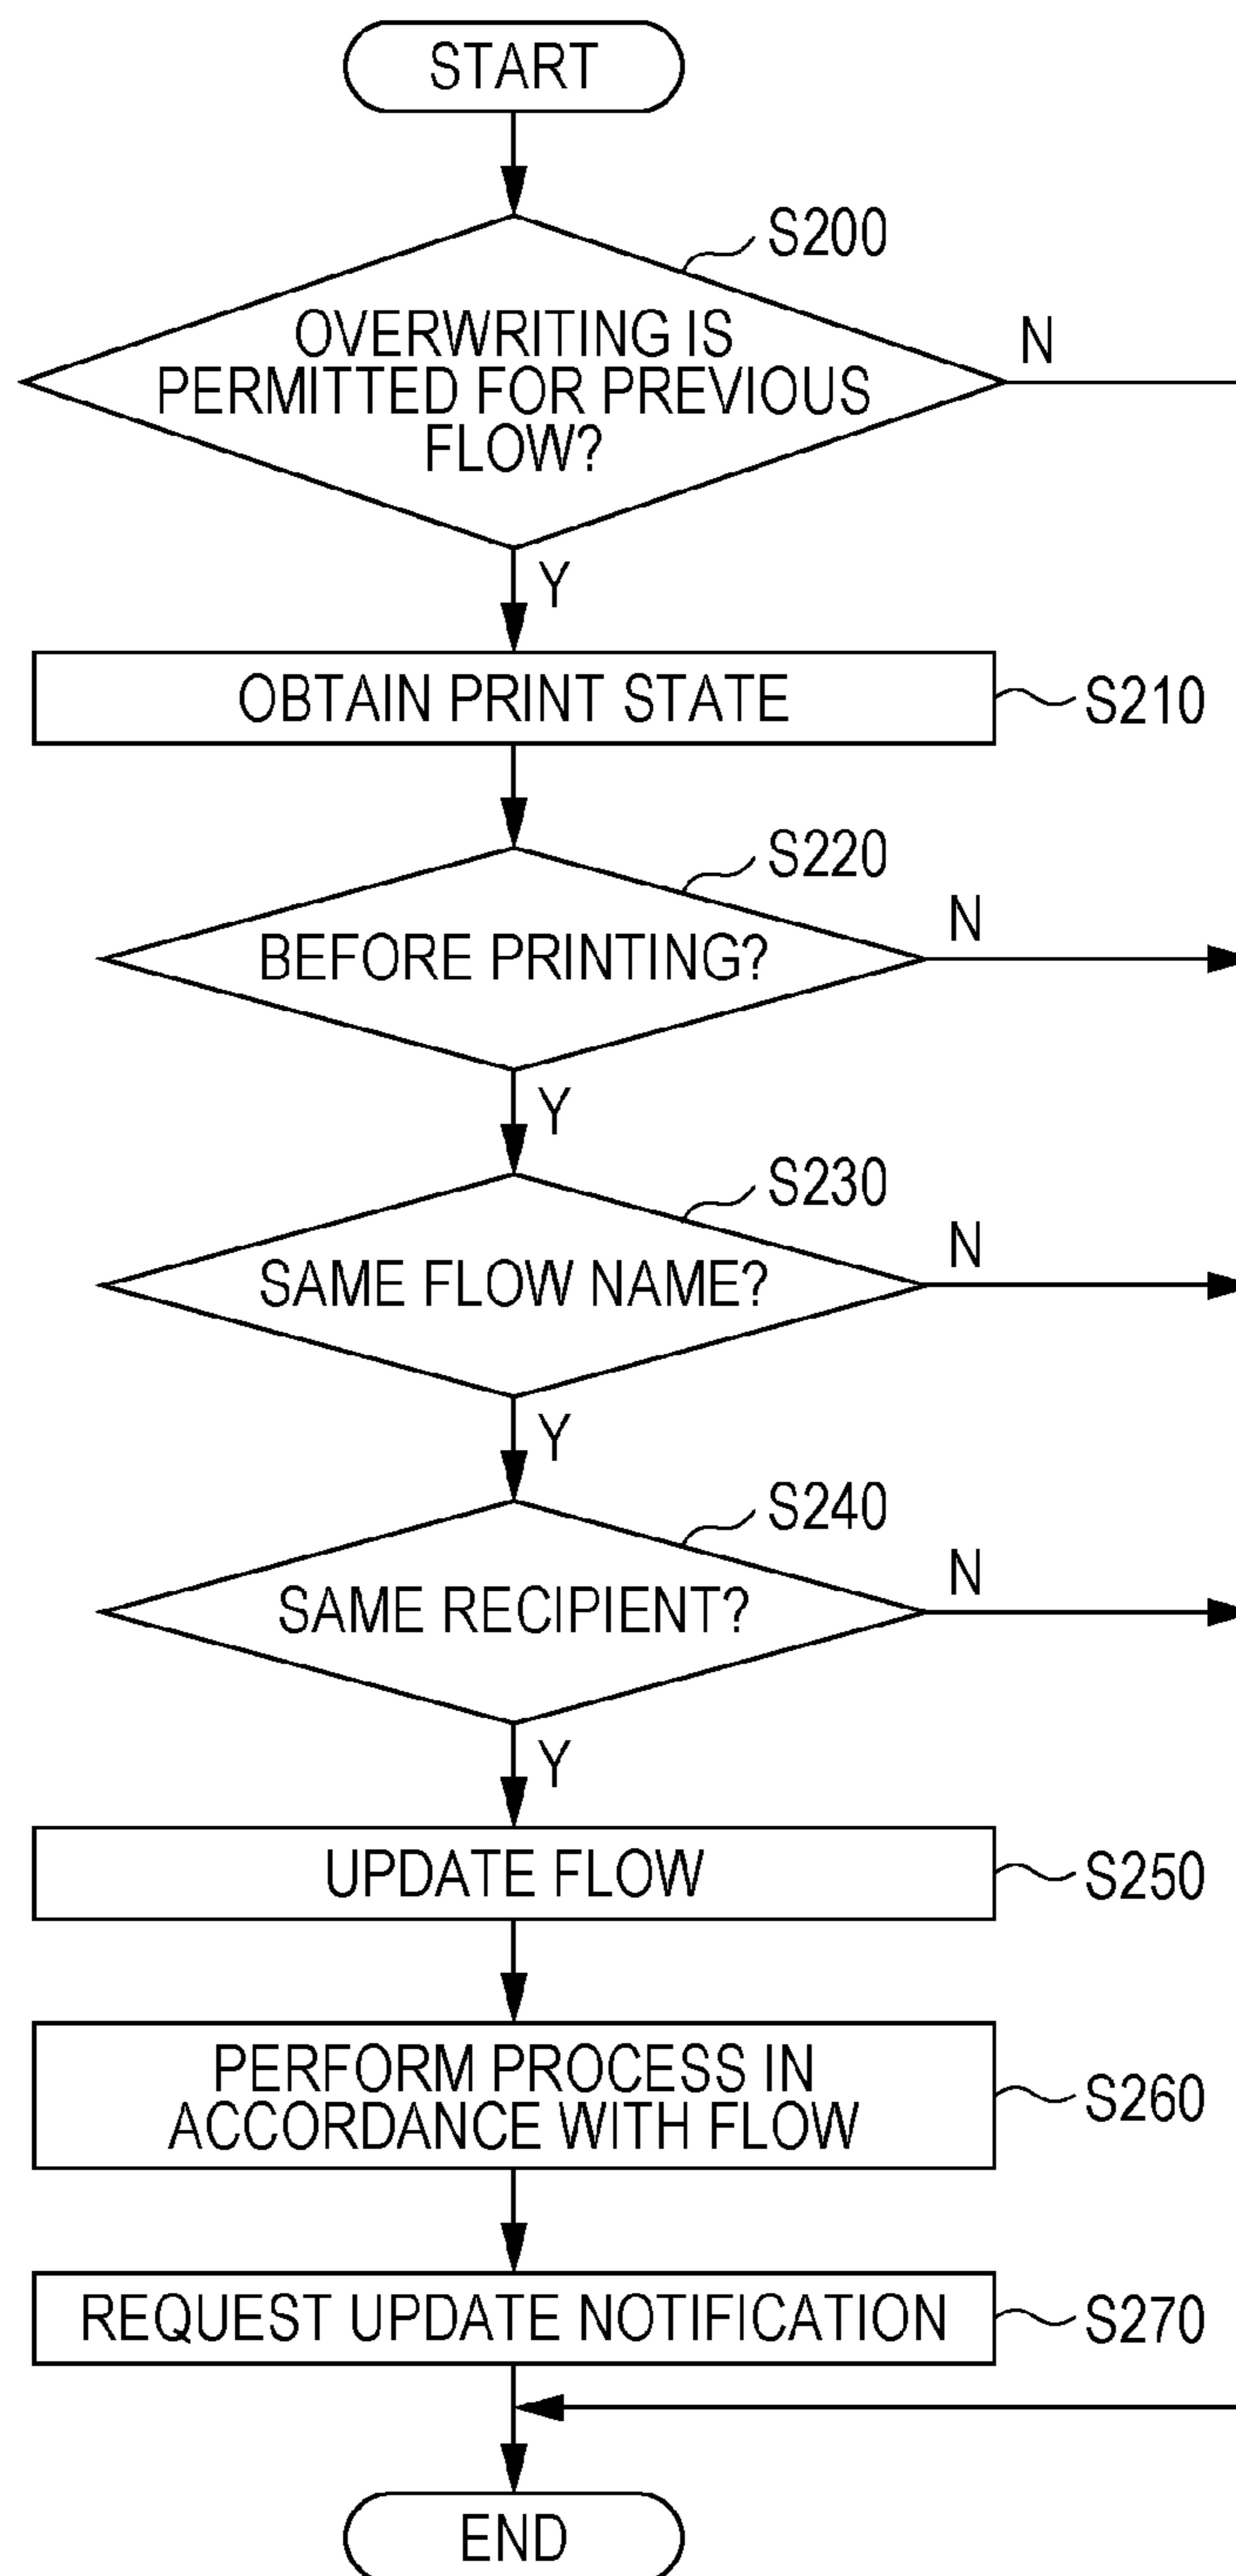 START
S200
OVERWRITING IS
PERMITTED FOR PREVIOUS
FLOW?
N
Y
OBTAIN PRINT STATE
S210
S220
BEFORE PRINTING?
N
Y
S230
SAME FLOW NAME?
N
Y
S240
SAME RECIPIENT?
N
Y
UPDATE FLOW
S250
PERFORM PROCESS IN
ACCORDANCE WITH FLOW
S260
REQUEST UPDATE NOTIFICATION
S270
END